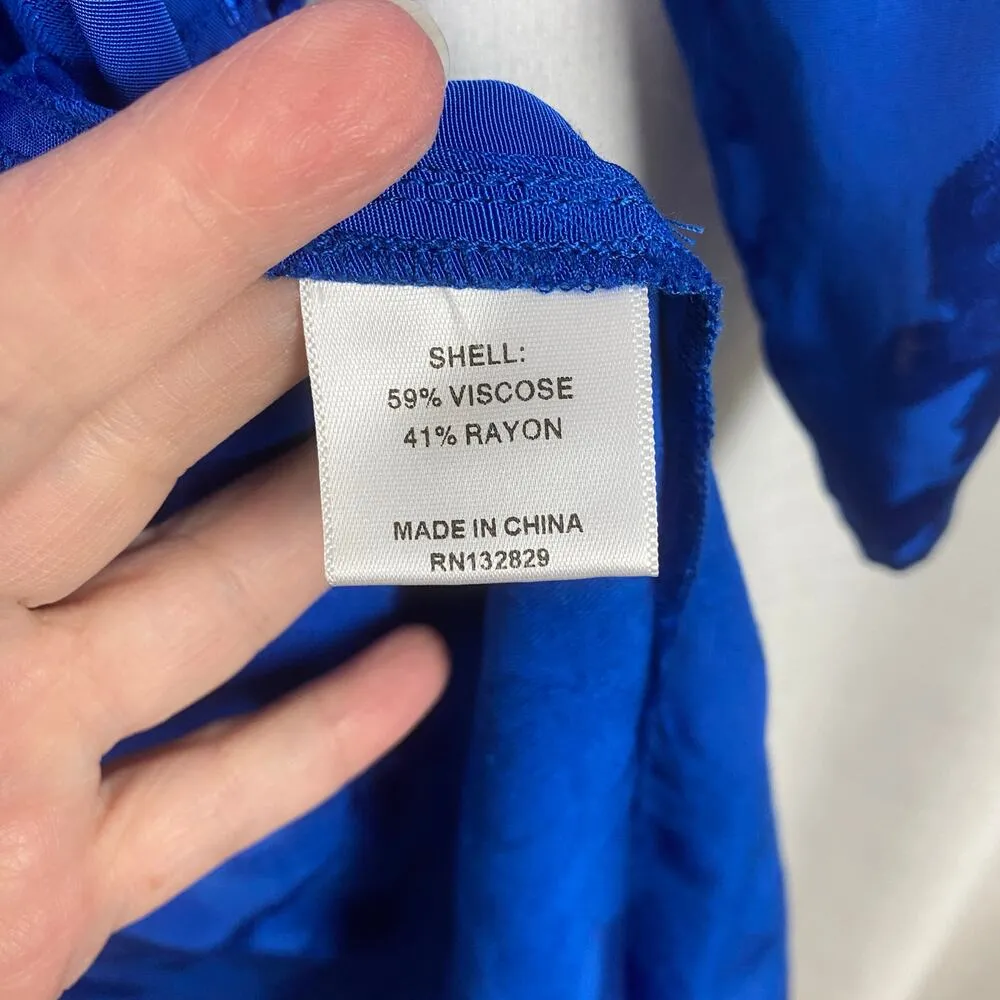 SHELL:
59% VISCOSE
41% RAYON
MADE IN CHINA
RN132829